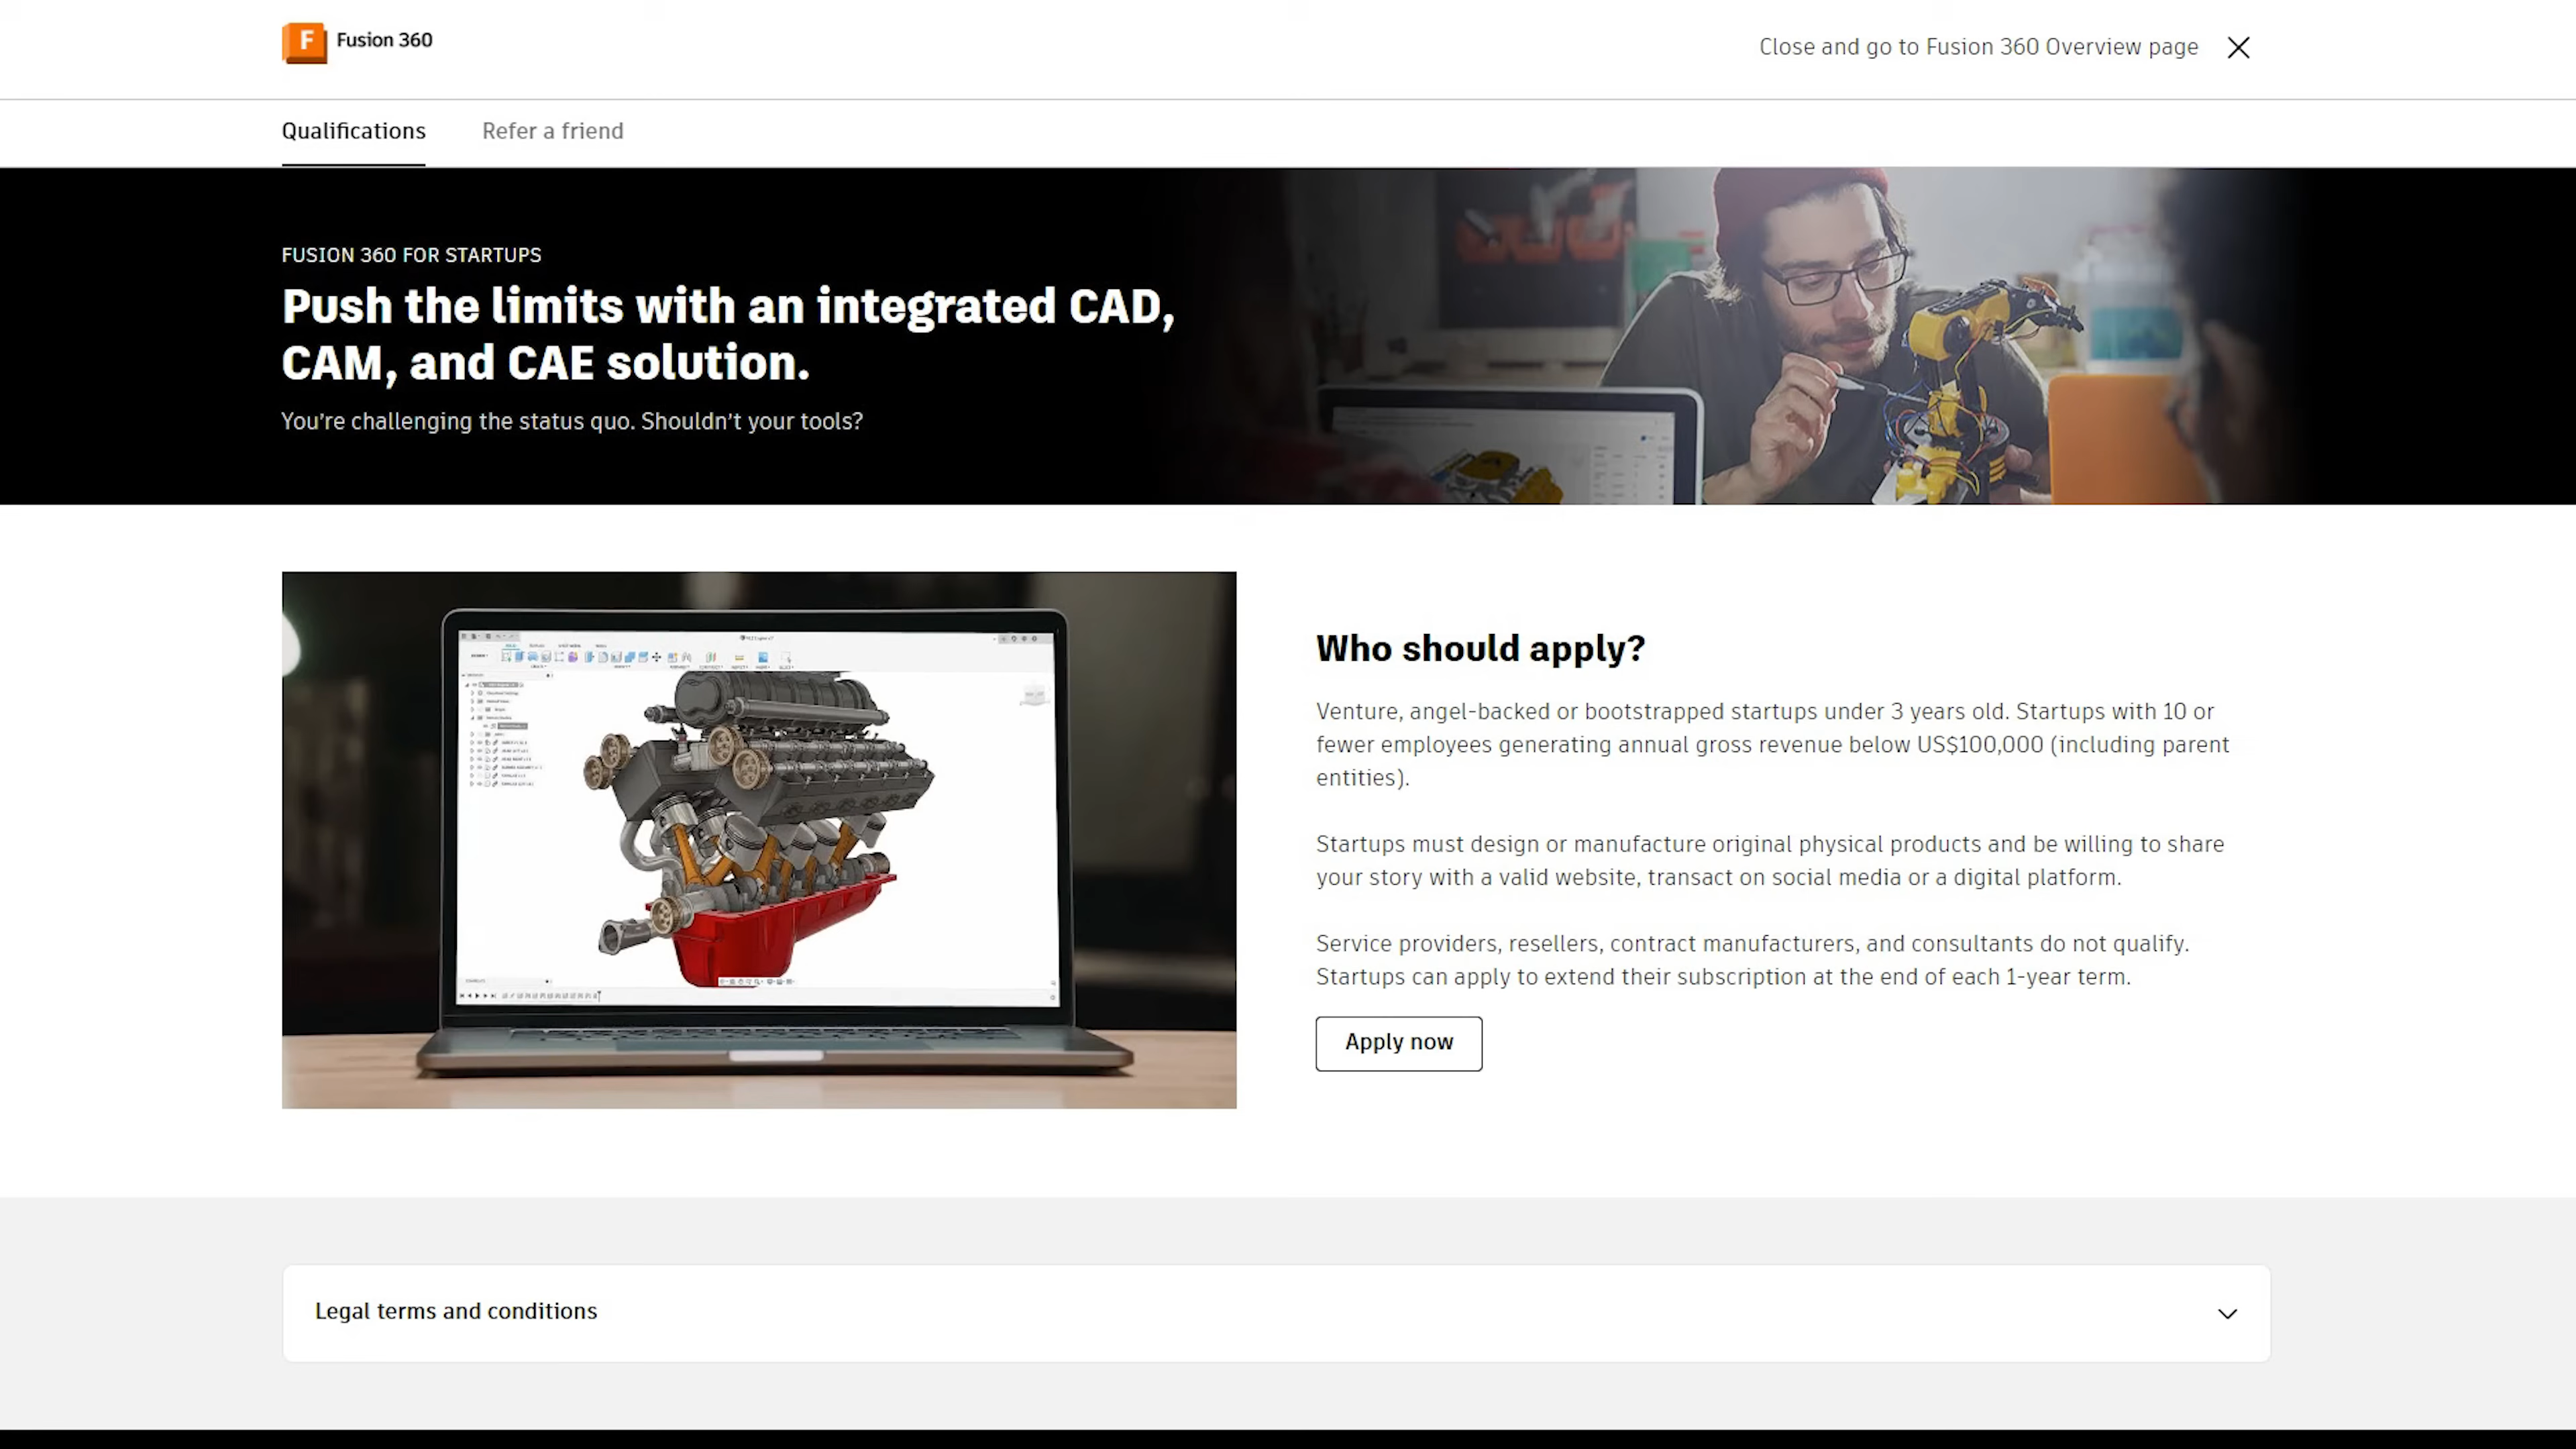 F Fusion 360
Close and go to Fusion 360 Overview page
Qualifications
Refer a friend
FUSION 360 FOR STARTUPS
Push the limits with an integrated CAD,
CAM, and CAE solution.
You're challenging the status quo. Shouldn't your tools?
Who should apply?
Venture, angel-backed or bootstrapped startups under 3 years old. Startups with 10 or
fewer employees generating annual gross revenue below US$100,000 (including parent
entities).
Startups must design or manufacture original physical products and be willing to share
your story with a valid website, transact on social media or a digital platform.
Service providers, resellers, contract manufacturers, and consultants do not qualify.
Startups can apply to extend their subscription at the end of each 1-year term.
Apply now
Legal terms and conditions